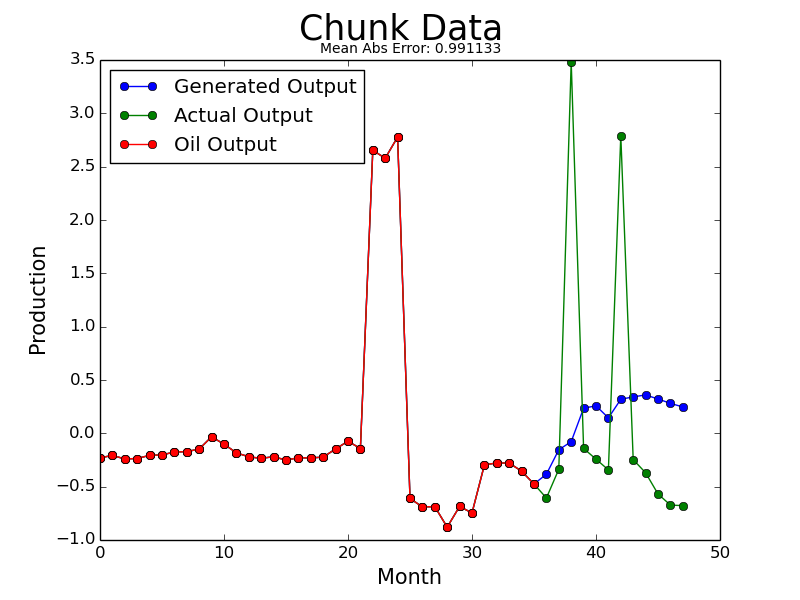 Chunk Data
Mean Abs Error: 0.991133
Generated Output
Actual Output
Oil Output
3.5
3.0
2.5
2.0
1.5
1.0
0.5
0.0
−0.5
−1.0
Production
0 10 20 30 40 50
Month